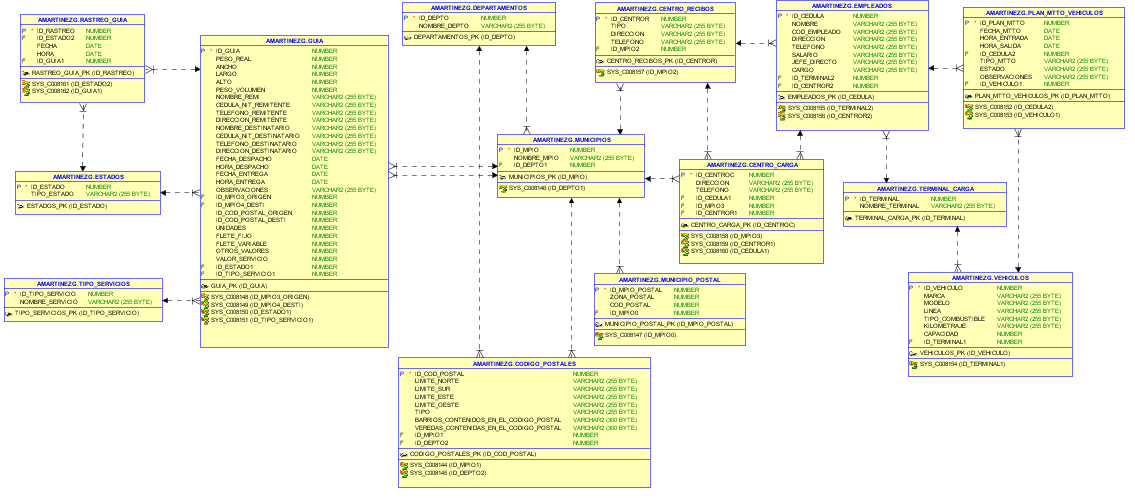 AMARTINEZG.RASTREO_GUIA
P * ID_RASTREO NUMBER
F ID_ESTADO2 NUMBER
FECHA DATE
HORA DATE
F ID_GUIA1 NUMBER
RASTREO_GUIA_PK (ID_RASTREO)
SYS_C008161 (ID_ESTADO2)
SYS_C008162 (ID_GUIA1)
AMARTINEZG.ESTADOS
P * ID_ESTADO NUMBER
TIPO_ESTADO VARCHAR2 (255 BYTE)
ESTADOS_PK (ID_ESTADO)
AMARTINEZG.TIPO_SERVICIOS
P * ID_TIPO_SERVICIO NUMBER
NOMBRE_SERVICIO VARCHAR2 (255 BYTE)
TIPO_SERVICIOS_PK (ID_TIPO_SERVICIO)
AMARTINEZG.GUIA
P * ID_GUIA NUMBER
PESO_REAL NUMBER
ANCHO NUMBER
LARGO NUMBER
ALTO NUMBER
PESO_VOLUMEN NUMBER
NOMBRE_REMI VARCHAR2 (255 BYTE)
CEDULA_NIT_REMITENTE VARCHAR2 (255 BYTE)
TELEFONO_REMITENTE VARCHAR2 (255 BYTE)
DIRECCION_REMITENTE VARCHAR2 (255 BYTE)
NOMBRE_DESTINATARIO VARCHAR2 (255 BYTE)
CEDULA_NIT_DESTINATARIO VARCHAR2 (255 BYTE)
TELEFONO_DESTINATARIO VARCHAR2 (255 BYTE)
DIRECCION_DESTINATARIO VARCHAR2 (255 BYTE)
FECHA_DESPACHO DATE
HORA_DESPACHO DATE
FECHA_ENTREGA DATE
HORA_ENTREGA DATE
OBSERVACIONES VARCHAR2 (255 BYTE)
F ID_MPIO3_ORIGEN NUMBER
F ID_MPIO4_DESTI NUMBER
ID_COD_POSTAL_ORIGEN NUMBER
ID_COD_POSTAL_DESTI NUMBER
UNIDADES NUMBER
FLETE_FIJO NUMBER
FLETE_VARIABLE NUMBER
OTROS_VALORES NUMBER
VALOR_SERVICIO NUMBER
F ID_ESTADO1 NUMBER
F ID_TIPO_SERVICIO1 NUMBER
GUIA_PK (ID_GUIA)
SYS_C008148 (ID_MPIO3_ORIGEN)
SYS_C008149 (ID_MPIO4_DESTI)
SYS_C008150 (ID_ESTADO1)
SYS_C008151 (ID_TIPO_SERVICIO1)
AMARTINEZG.DEPARTAMENTOS
P * ID_DEPTO NUMBER
NOMBRE_DEPTO VARCHAR2 (255 BYTE)
DEPARTAMENTOS_PK (ID_DEPTO)
AMARTINEZG.MUNICIPIOS
P * ID_MPIO NUMBER
NOMBRE_MPIO VARCHAR2 (255 BYTE)
F ID_DEPTO1 NUMBER
MUNICIPIOS_PK (ID_MPIO)
SYS_C008146 (ID_DEPTO1)
AMARTINEZG.CODIGO_POSTALES
P * ID_COD_POSTAL NUMBER
LIMITE_NORTE VARCHAR2 (255 BYTE)
LIMITE_SUR VARCHAR2 (255 BYTE)
LIMITE_ESTE VARCHAR2 (255 BYTE)
LIMITE_OESTE VARCHAR2 (255 BYTE)
TIPO VARCHAR2 (255 BYTE)
BARRIOS_CONTENIDOS_EN_EL_CODIGO_POSTAL VARCHAR2 (300 BYTE)
VEREDAS_CONTENIDAS_EN_EL_CODIGO_POSTAL VARCHAR2 (300 BYTE)
F ID_MPIO1 NUMBER
F ID_DEPTO2 NUMBER
CODIGO_POSTALES_PK (ID_COD_POSTAL)
SYS_C008144 (ID_MPIO1)
SYS_C008145 (ID_DEPTO2)
AMARTINEZG.CENTRO_RECIBOS
P * ID_CENTROR NUMBER
TIPO VARCHAR2 (255 BYTE)
DIRECCION VARCHAR2 (255 BYTE)
TELEFONO VARCHAR2 (255 BYTE)
F ID_MPIO2 NUMBER
CENTRO_RECIBOS_PK (ID_CENTROR)
SYS_C008157 (ID_MPIO2)
AMARTINEZG.CENTRO_CARGA
P * ID_CENTROC NUMBER
DIRECCION VARCHAR2 (255 BYTE)
TELEFONO VARCHAR2 (255 BYTE)
F ID_CEDULA1 NUMBER
F ID_MPIO3 NUMBER
F ID_CENTROR1 NUMBER
CENTRO_CARGA_PK (ID_CENTROC)
SYS_C008158 (ID_MPIO3)
SYS_C008159 (ID_CENTROR1)
SYS_C008160 (ID_CEDULA1)
AMARTINEZG.MUNICIPIO_POSTAL
P * ID_MPIO_POSTAL NUMBER
ZONA_POSTAL NUMBER
COD_POSTAL NUMBER
F ID_MPIO0 NUMBER
MUNICIPIO_POSTAL_PK (ID_MPIO_POSTAL)
SYS_C008147 (ID_MPIO0)
AMARTINEZG.EMPLEADOS
P * ID_CEDULA NUMBER
NOMBRE VARCHAR2 (255 BYTE)
COD_EMPLEADO VARCHAR2 (255 BYTE)
DIRECCION VARCHAR2 (255 BYTE)
TELEFONO VARCHAR2 (255 BYTE)
SALARIO VARCHAR2 (255 BYTE)
JEFE_DIRECTO VARCHAR2 (255 BYTE)
CARGO VARCHAR2 (255 BYTE)
F ID_TERMINAL2 NUMBER
F ID_CENTROR2 NUMBER
EMPLEADOS_PK (ID_CEDULA)
SYS_C008155 (ID_TERMINAL2)
SYS_C008156 (ID_CENTROR2)
AMARTINEZG.TERMINAL_CARGA
P * ID_TERMINAL NUMBER
NOMBRE_TERMINAL VARCHAR2 (255 BYTE)
TERMINAL_CARGA_PK (ID_TERMINAL)
AMARTINEZG.PLAN_MTTO_VEHICULOS
P * ID_PLAN_MTTO NUMBER
FECHA_MTTO DATE
HORA_ENTRADA DATE
HORA_SALIDA DATE
F ID_CEDULA2 NUMBER
TIPO_MTTO VARCHAR2 (255 BYTE)
ESTADO VARCHAR2 (255 BYTE)
OBSERVACIONES VARCHAR2 (255 BYTE)
F ID_VEHICULO1 NUMBER
PLAN_MTTO_VEHICULOS_PK (ID_PLAN_MTTO)
SYS_C008152 (ID_CEDULA2)
SYS_C008153 (ID_VEHICULO1)
AMARTINEZG.VEHICULOS
P * ID_VEHICULO NUMBER
MARCA VARCHAR2 (255 BYTE)
MODELO VARCHAR2 (255 BYTE)
LINEA VARCHAR2 (255 BYTE)
TIPO_COMBUSTIBLE VARCHAR2 (255 BYTE)
KILOMETRAJE VARCHAR2 (255 BYTE)
CAPACIDAD NUMBER
F ID_TERMINAL1 NUMBER
VEHICULOS_PK (ID_VEHICULO)
SYS_C008154 (ID_TERMINAL1)